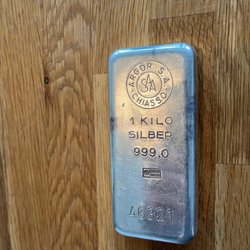 ARGOR S.A.
SA
CHIASSO
1 KILO
SILBER
999,0
46321